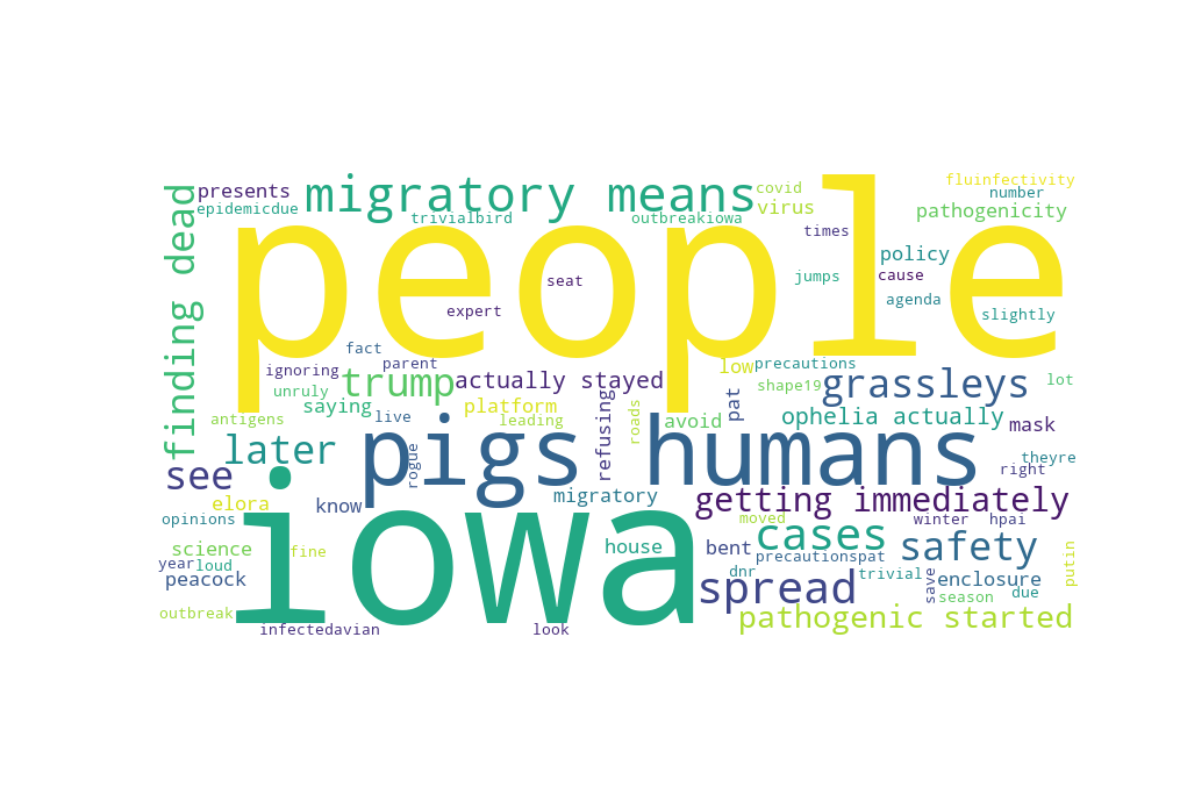 presents
migratory means
covid
fluinfectivity
number
epidemicdue
trivialbird
outbreakiowa
virus
pathogenicity
finding dead
people
times
policy
seat
jumps
cause
expert
agenda
slightly
fact
ignoring
parent
low
precautions
unruly
trump
actually stayed
shape19
grassleys
lot
saying
platform
refusing
roads
pat
antigens
live
leading
avoid
ophelia actually
mask
later
pigs humans
rogue
theyre
see
right
elora
know
migratory
getting immediately
opinions
iowa
moved
winter
hpai
science
fine
house
bent
cases
precautionspat
safety
putin
year
loud
peacock
dnr
trivial
save
enclosure
spread
season
due
outbreak
pathogenic started
infectedavian
look